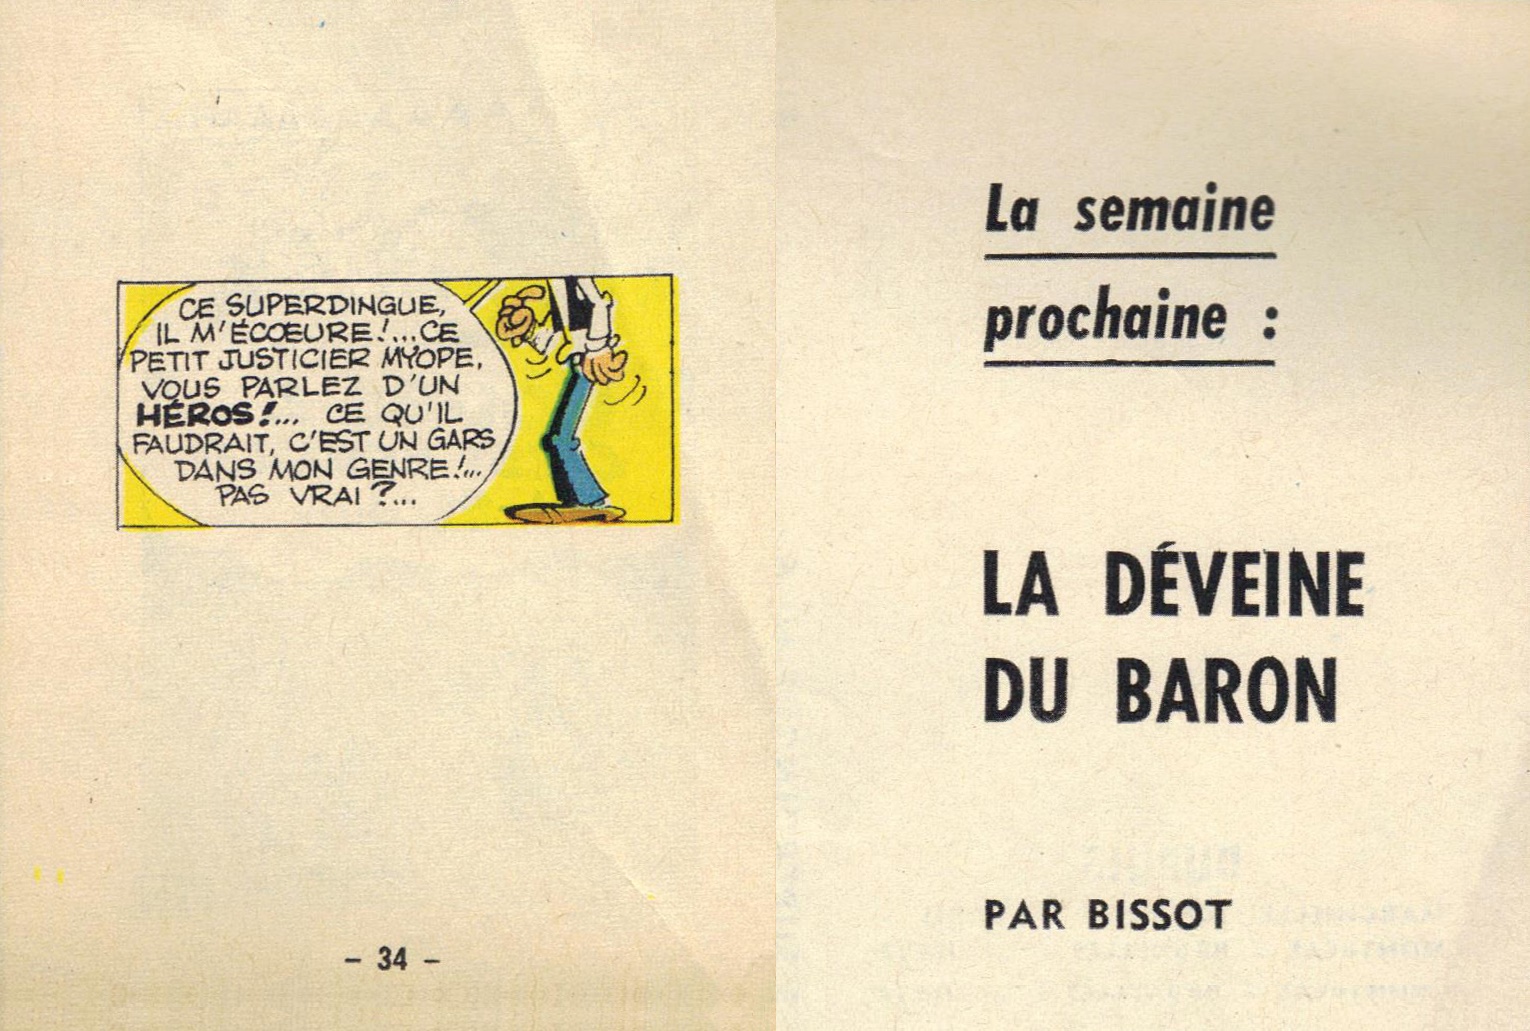 CE SUPERDINGUE,
IL M'ÉCOEURE!...CE
PETIT JUSTICIER MYOPE,
VOUS PARLEZ D'UN
HÉROS!... CE QU'IL
FAUDRAIT, C'EST UN GARS
DANS MON GENRE!...
PAS VRAI ?...
- 34 -
La semaine
prochaine :
LA DÉVEINE
DU BARON
PAR BISSOT